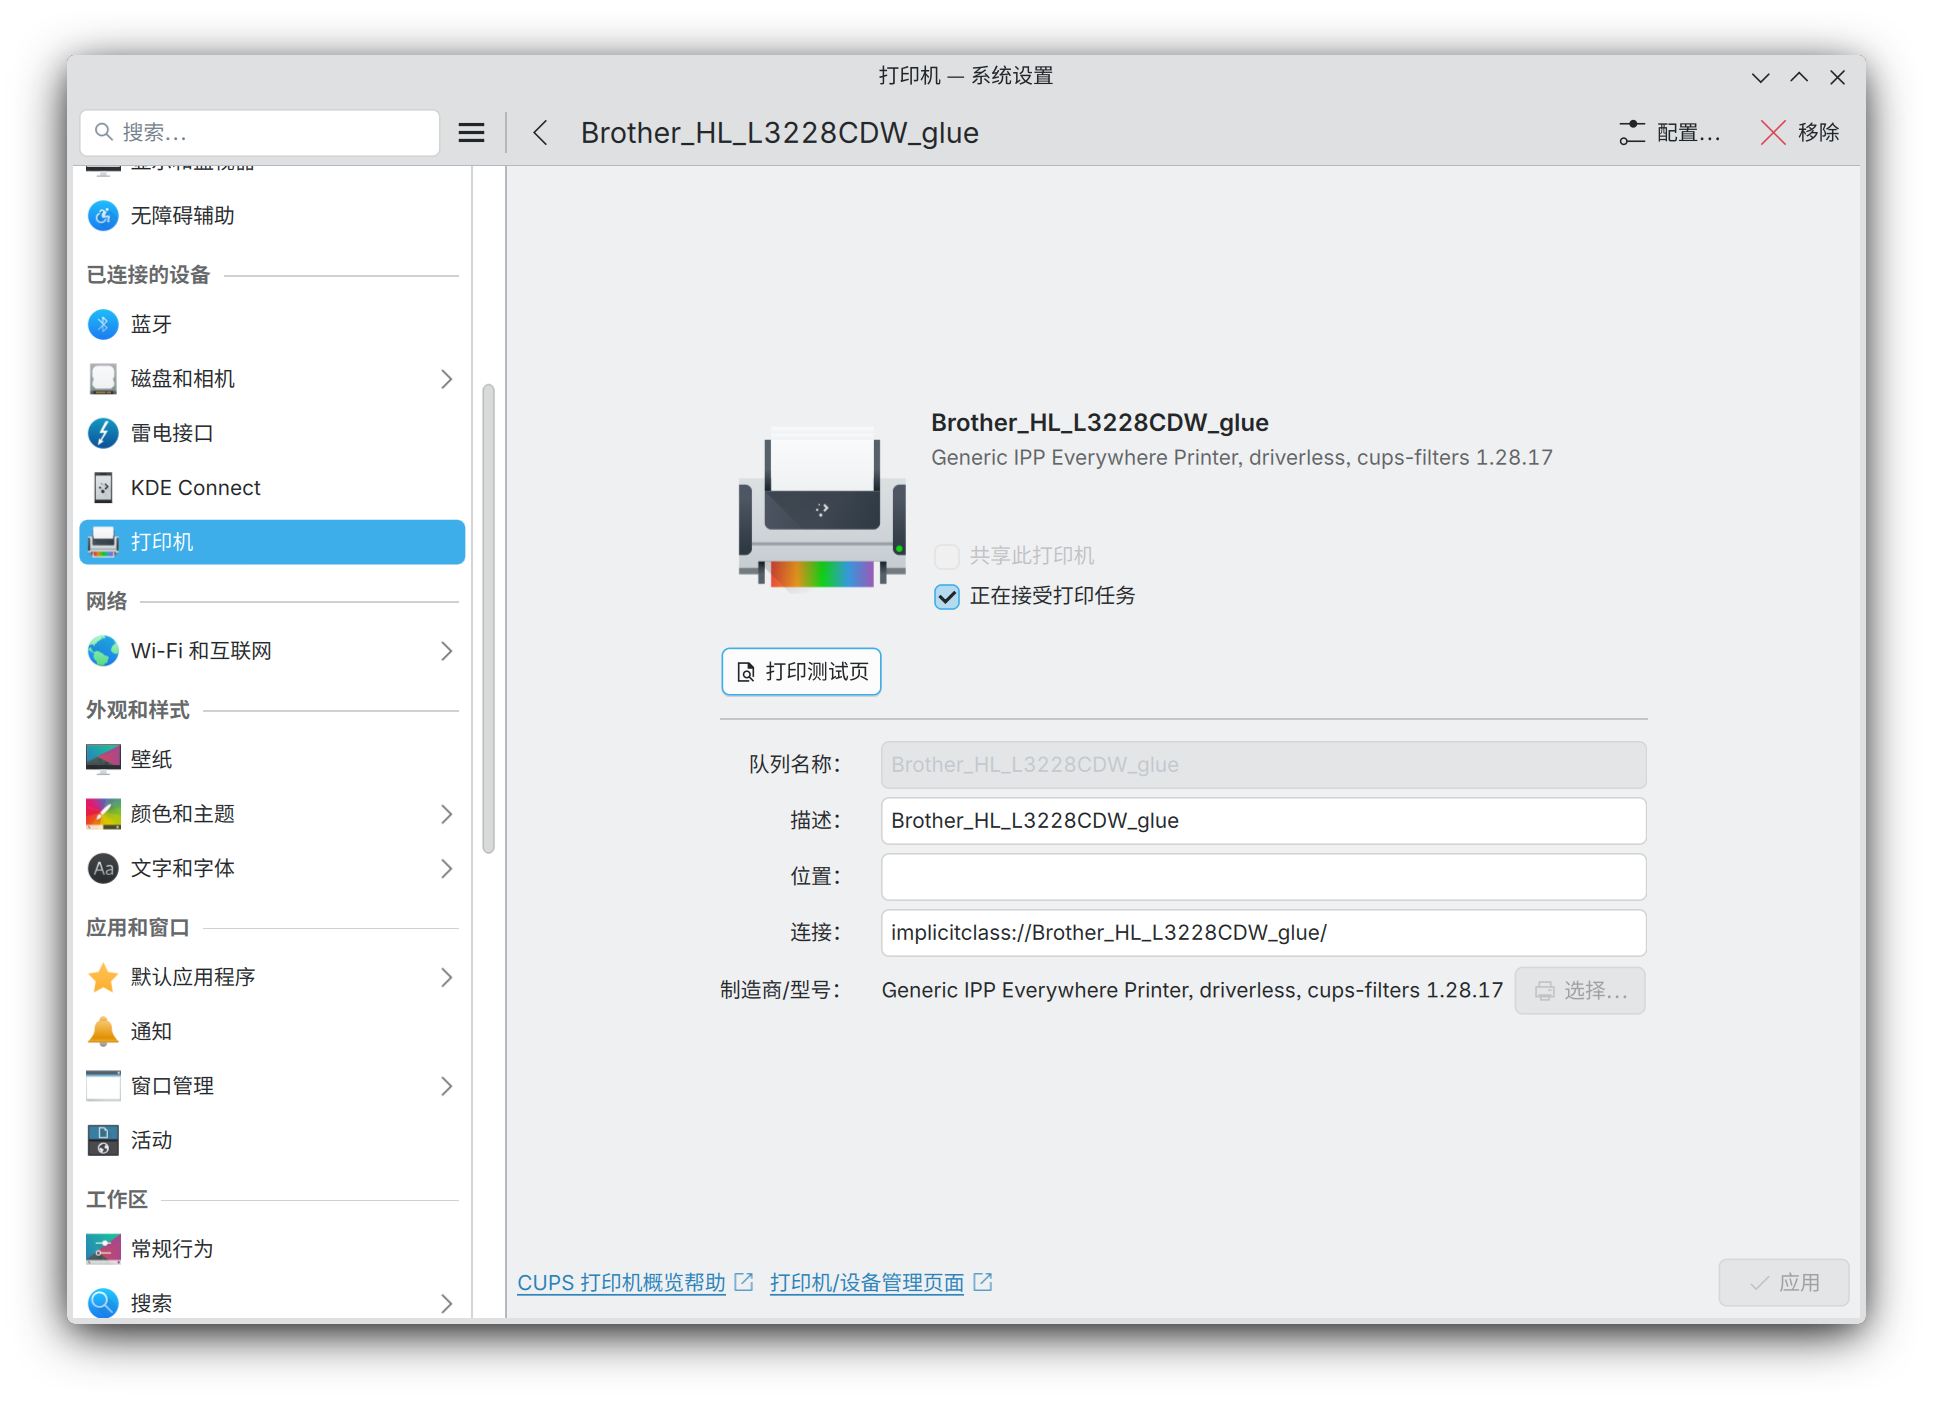 打印机 — 系统设置
搜索...
Brother_HL_L3228CDW_glue
配置...
移除
无障碍辅助
已连接的设备
蓝牙
磁盘和相机
雷电接口
KDE Connect
打印机
网络
Wi-Fi 和互联网
外观和样式
壁纸
颜色和主题
Aa 文字和字体
应用和窗口
默认应用程序
通知
窗口管理
活动
工作区
常规行为
搜索
Brother_HL_L3228CDW_glue
Generic IPP Everywhere Printer, driverless, cups-filters 1.28.17
共享此打印机
正在接受打印任务
打印测试页
队列名称： Brother_HL_L3228CDW_glue
描述： Brother_HL_L3228CDW_glue
位置：
连接： implicitclass://Brother_HL_L3228CDW_glue/
制造商/型号： Generic IPP Everywhere Printer, driverless, cups-filters 1.28.17 选择...
CUPS 打印机概览帮助
打印机/设备管理页面
应用